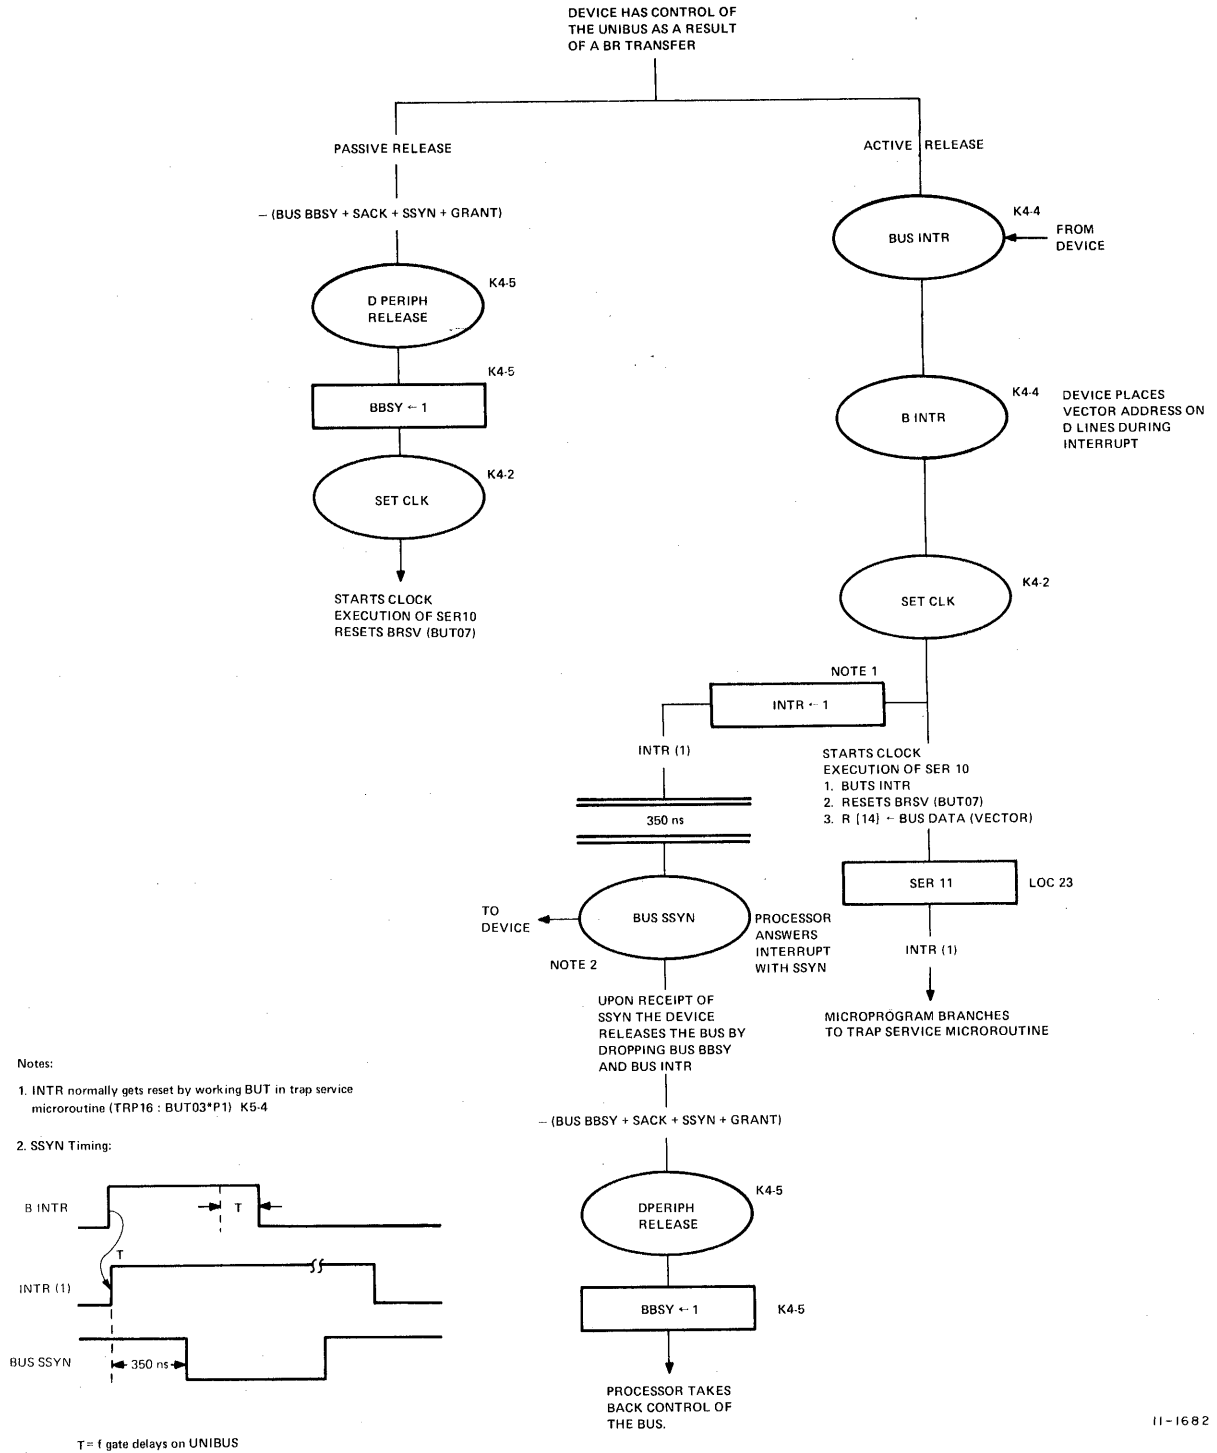 DEVICE HAS CONTROL OF
THE UNIBUS AS A RESULT
OF A BR TRANSFER
PASSIVE RELEASE
– (BUS BBSY + SACK + SSYN + GRANT)
K4-5
D PERIPH
RELEASE
K4-5
BBSY ← 1
K4-2
SET CLK
STARTS CLOCK
EXECUTION OF SER10
RESETS BRSV (BUT07)
ACTIVE RELEASE
K4-4
BUS INTR
FROM
DEVICE
K4-4
B INTR
DEVICE PLACES
VECTOR ADDRESS ON
D LINES DURING
INTERRUPT
K4-2
SET CLK
NOTE 1
INTR ← 1
INTR (1)
350 ns
STARTS CLOCK
EXECUTION OF SER 10
1. BUTS INTR
2. RESETS BRSV (BUT07)
3. R [14] ← BUS DATA (VECTOR)
SER 11
LOC 23
INTR (1)
MICROPROGRAM BRANCHES
TO TRAP SERVICE MICROROUTINE
TO
DEVICE
BUS SSYN
NOTE 2
PROCESSOR
ANSWERS
INTERRUPT
WITH SSYN
UPON RECEIPT OF
SSYN THE DEVICE
RELEASES THE BUS BY
DROPPING BUS BBSY
AND BUS INTR
– (BUS BBSY + SACK + SSYN + GRANT)
K4-5
DPERIPH
RELEASE
BBSY ← 1
K4-5
PROCESSOR TAKES
BACK CONTROL OF
THE BUS.
Notes:
1. INTR normally gets reset by working BUT in trap service
microroutine (TRP16 : BUT03*P1) K5-4
2. SSYN Timing:
B INTR
T
T
INTR (1)
BUS SSYN
350 ns
T = f gate delays on UNIBUS
11-1682